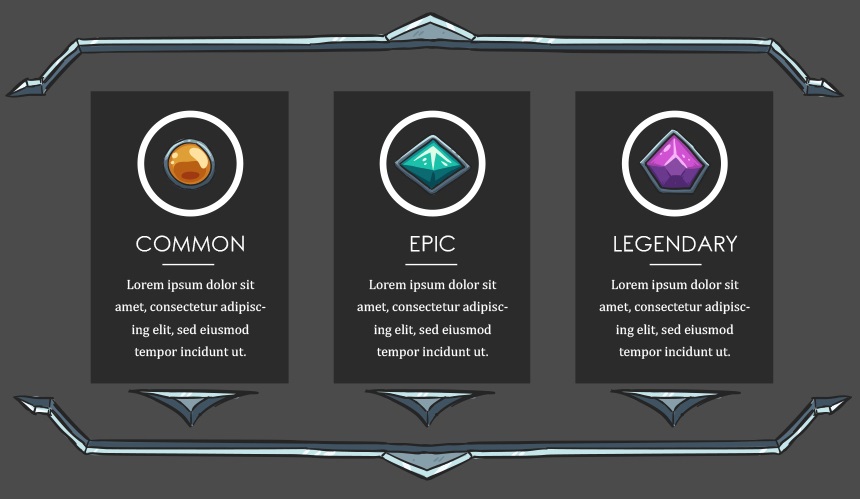 COMMON
Lorem ipsum dolor sit
amet, consectetur adipisc-
ing elit, sed eiusmod
tempor incidunt ut.
EPIC
Lorem ipsum dolor sit
amet, consectetur adipisc-
ing elit, sed eiusmod
tempor incidunt ut.
LEGENDARY
Lorem ipsum dolor sit
amet, consectetur adipisc-
ing elit, sed eiusmod
tempor incidunt ut.